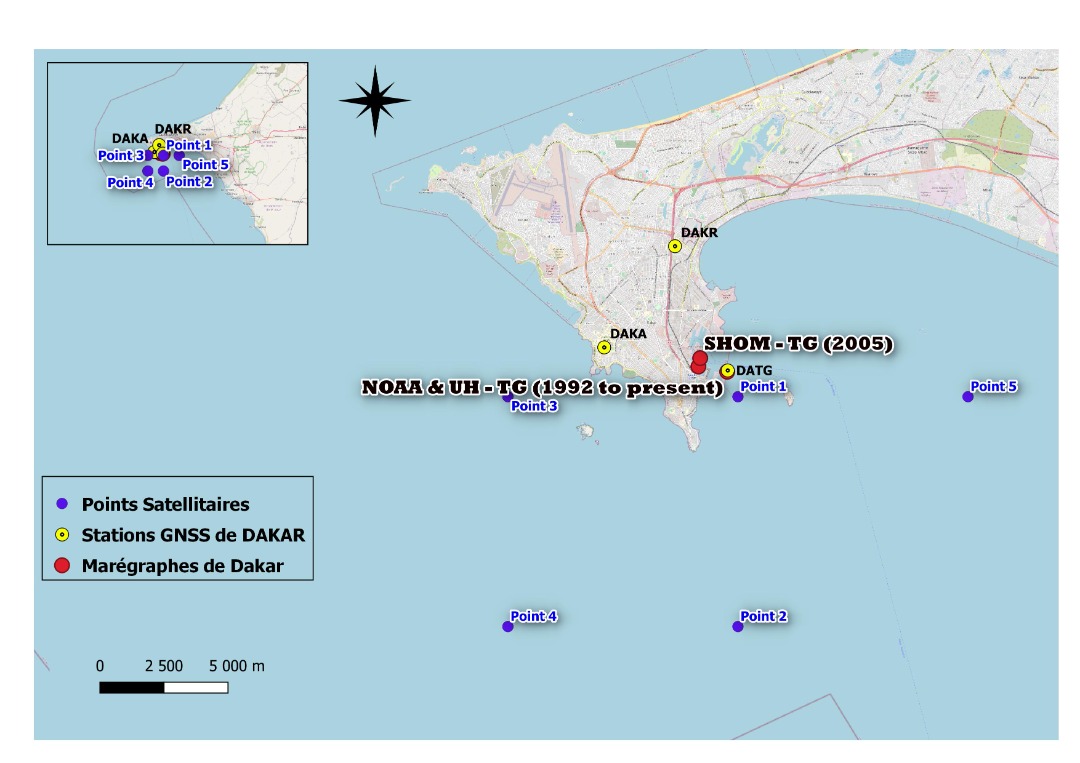 DAKR
DAKA
Point 1
Point 3
Point 5
Point 4
Point 2
DAKR
DAKA
SHOM - TG (2005)
DATG
NOAA & UH - TG (1992 to present)
Point 1
Point 5
Point 3
Points Satellitaires
Stations GNSS de DAKAR
Marégraphes de Dakar
Point 4
Point 2
0 2 500 5 000 m